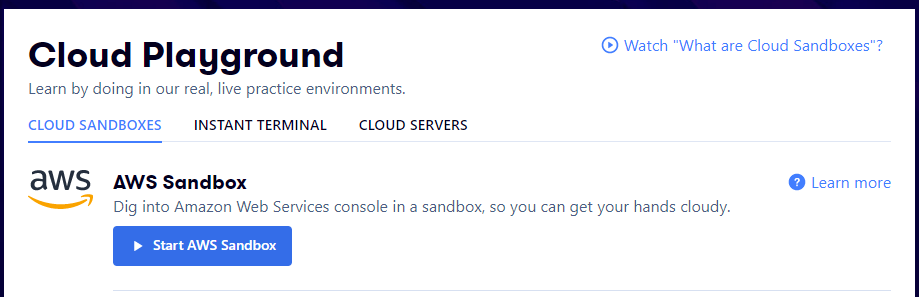 Cloud Playground
Watch "What are Cloud Sandboxes"?
Learn by doing in our real, live practice environments.
CLOUD SANDBOXES INSTANT TERMINAL CLOUD SERVERS
aws
AWS Sandbox
? Learn more
Dig into Amazon Web Services console in a sandbox, so you can get your hands cloudy.
Start AWS Sandbox